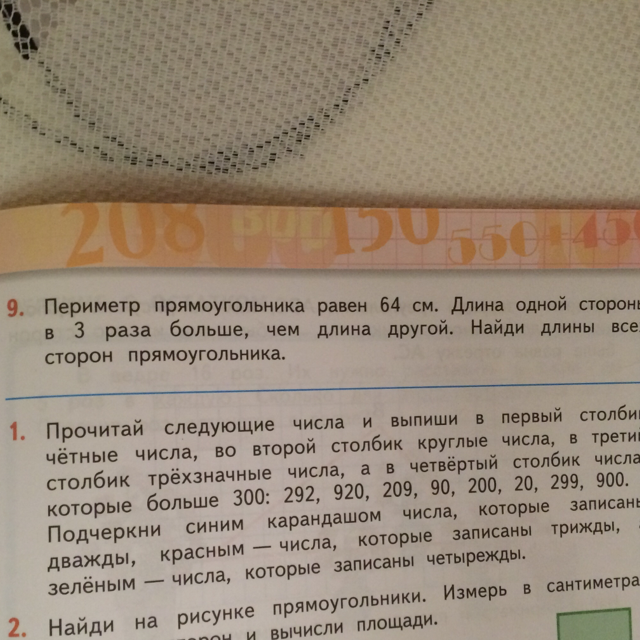 208 150 550+450
9. Периметр прямоугольника равен 64 см. Длина одной сторон
в 3 раза больше, чем длина другой. Найди длины все
сторон прямоугольника.
1. Прочитай следующие числа и выпиши в первый столби
чётные числа, во второй столбик круглые числа, в трети
столбик трёхзначные числа, а в четвёртый столбик числа
которые больше 300: 292, 920, 209, 90, 200, 20, 299, 900.
Подчеркни синим карандашом числа, которые записан
дважды, красным — числа, которые записаны трижды,
зелёным — числа, которые записаны четырежды.
2. Найди на рисунке прямоугольники. Измерь в сантиметра
и вычисли площади.